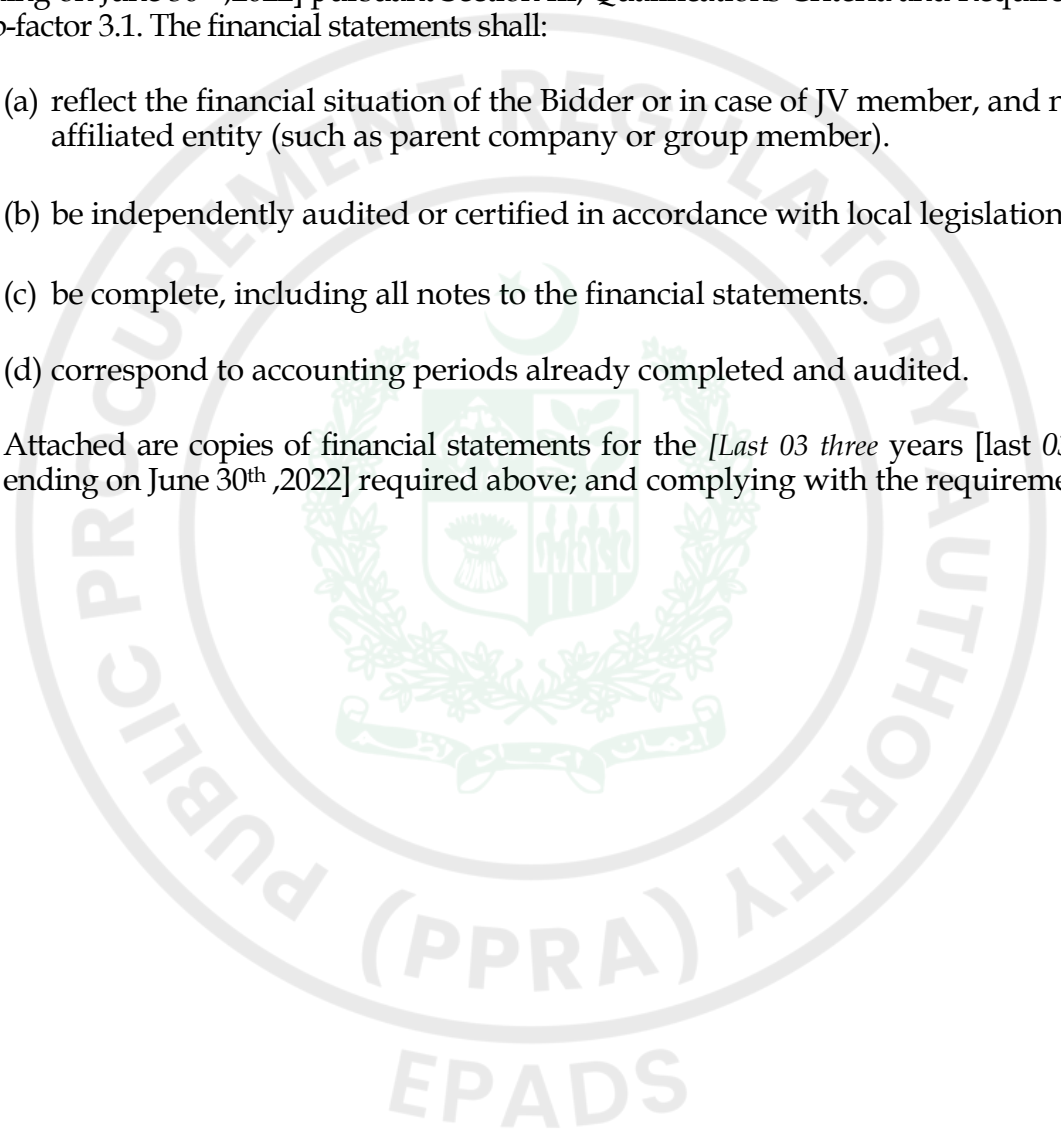 on June 30th ,2022] pursuant Section III, Qualifications Criteria and
3.1. The financial statements shall:
(a) reflect the financial situation of the Bidder or in case of JV member, and
affiliated entity (such as parent company or group member).
(b) be independently audited or certified in accordance with local legislation
(c) be complete, including all notes to the financial statements.
(d) correspond to accounting periods already completed and audited.
Attached are copies of financial statements for the [Last 03 three years [last
ending on June 30th ,2022] required above; and complying with the
PUBLIC PROCUREMENT REGULATORY AUTHORITY
(PPRA)
ایمان اتحاد نظم
EPADS